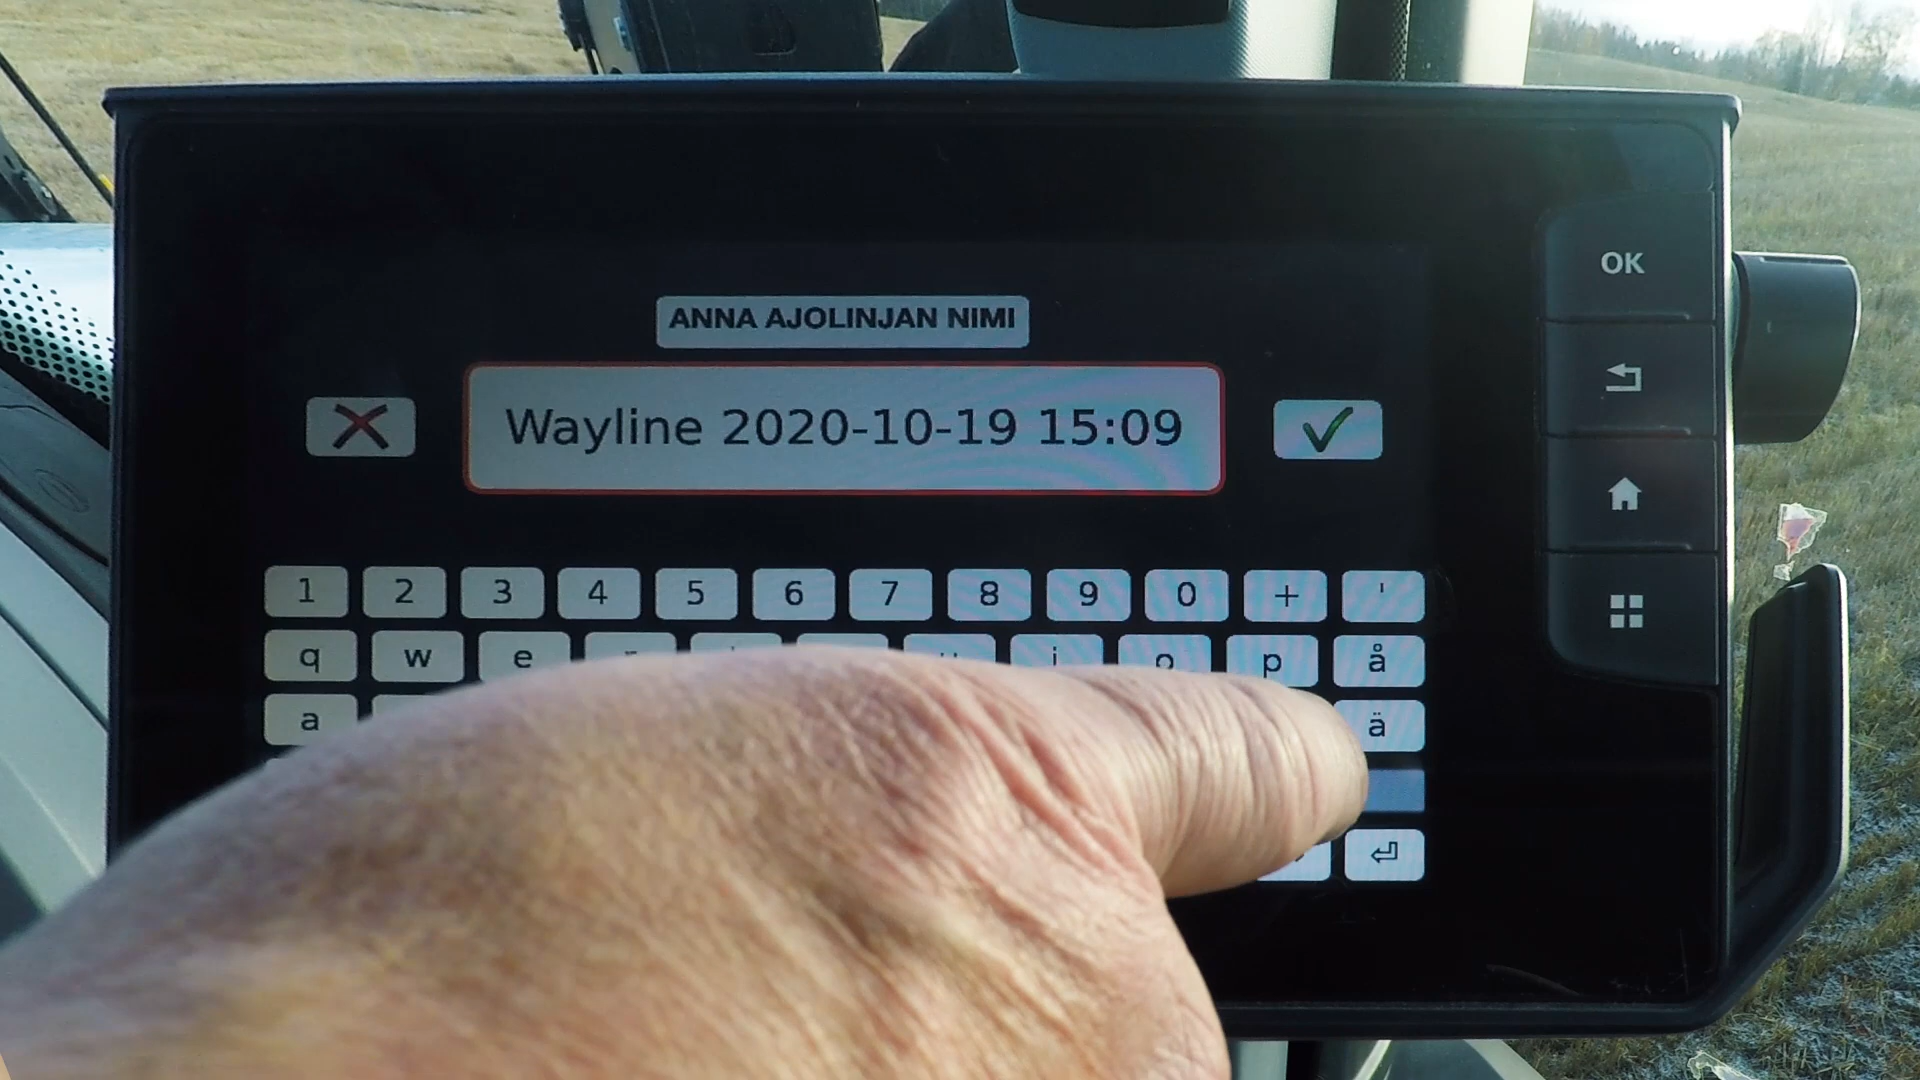 OK
ANNA AJOLINJAN NIMI
Wayline 2020-10-19 15:09
1 2 3 4 5 6 7 8 9 0 + '
q w e i o p å
a ä